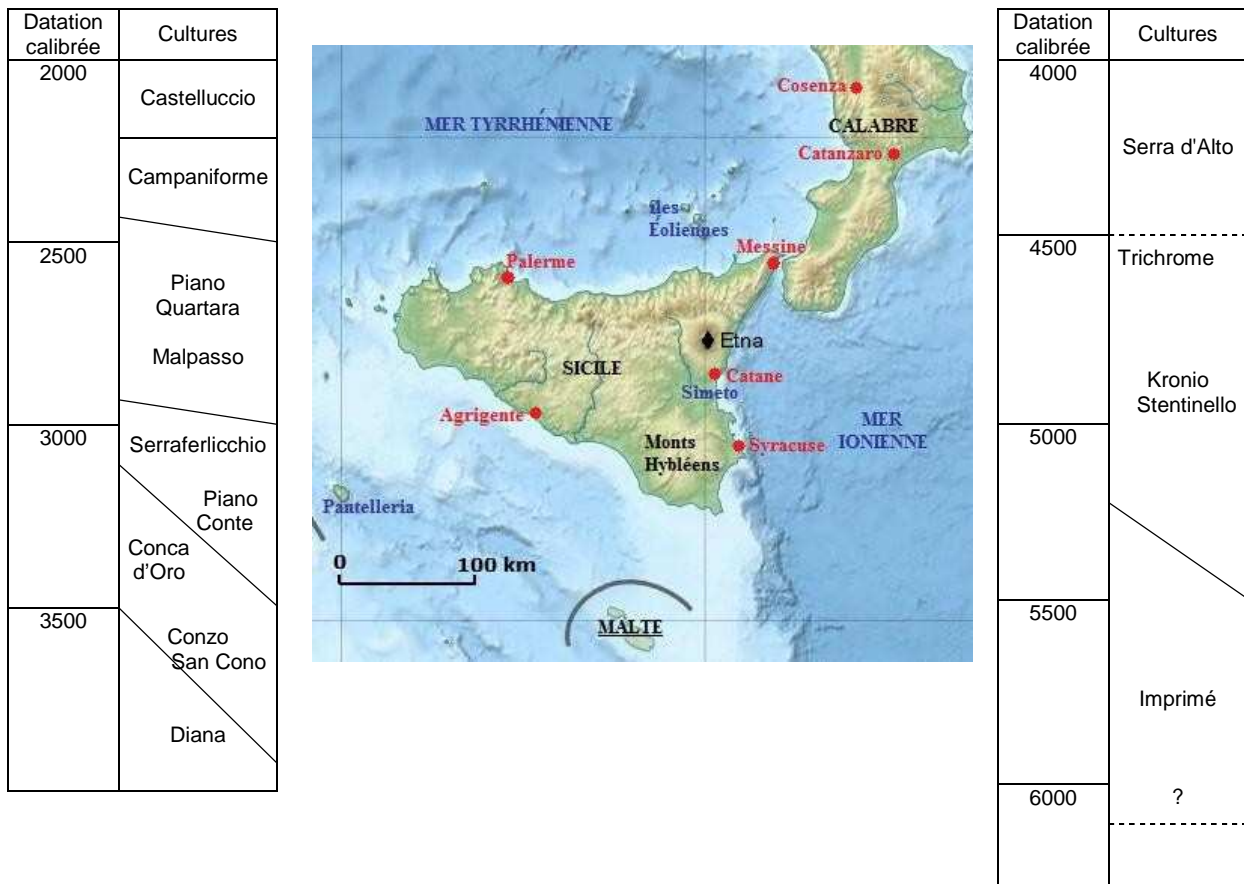 Datation
calibrée
Cultures
2000
Castelluccio
Campaniforme
2500
Piano
Quartara
Malpasso
3000
Serraferlicchio
Piano
Conte
Conca
d'Oro
3500
Conzo
San Cono
Diana
Cosenza
CALABRE
MER TYRRHÉNIENNE
Catanzaro
îles
Éoliennes
Messine
Palerme
Etna
SICILE
Catane
Simeto
Agrigente
MER
IONIENNE
Monts
Hybléens
Syracuse
Pantelleria
0
100 km
MALTE
Datation
calibrée
Cultures
4000
Serra d'Alto
4500
Trichrome
Kronio
Stentinello
5000
5500
Imprimé
6000
?